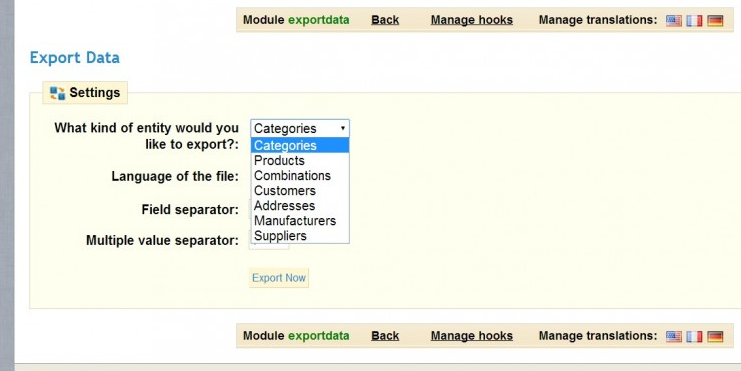 Module exportdata Back Manage hooks Manage translations:
Export Data
Settings
What kind of entity would you
like to export?:
Categories
Categories
Products
Combinations
Customers
Addresses
Manufacturers
Suppliers
Language of the file:
Field separator:
Multiple value separator:
Export Now
Module exportdata Back Manage hooks Manage translations: